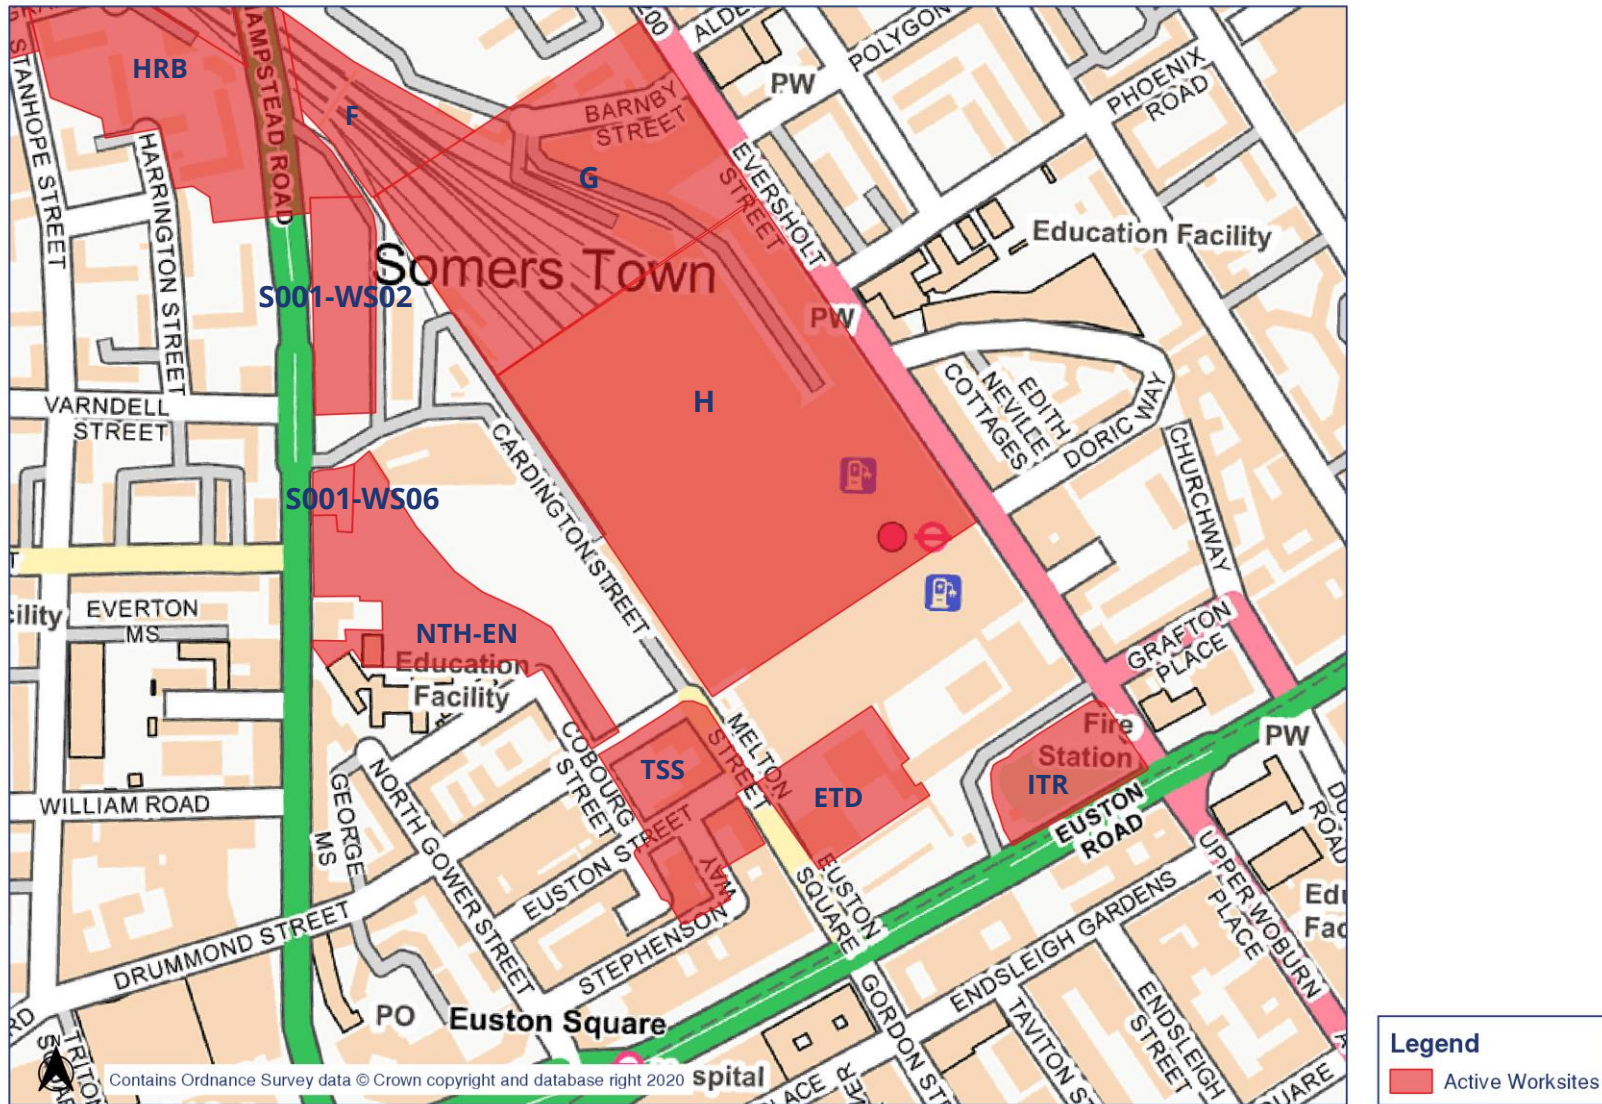 HAMPSTEAD ROAD
STANHOPE STREET
HRB
F
HARRINGTON STREET
BARNBY
STREET
G
PW
POLYGON
PHOENIX
ROAD
EVERSHOLT
STREET
Education Facility
Somers Town
S001-WS02
PW
H
VARNDELL
STREET
COTTAGES
NEVILLE
EDITH
DORIC WAY
CHURCHWAY
CARDINGTON STREET
S001-WS06
EVERTON
MS
NTH-EN
Education
Facility
GRAFTON
PLACE
Fire
Station
PW
MELTON
STREET
TSS
ETD
ITR
COBOURG
STREET
WILLIAM ROAD
GEORGE
MS
NORTH GOWER STREET
EUSTON STREET
WAY
STEPHENSON
EUSTON
SQUARE
EUSTON
ROAD
UPPER WOBURN
PLACE
DRUMMOND STREET
ENDSLEIGH GARDENS
PO
Euston Square
GORDON ST
TAVITON ST
ENDSLEIGH
STREET
Contains Ordnance Survey data © Crown copyright and database right 2020
spital
Legend
Active Worksites